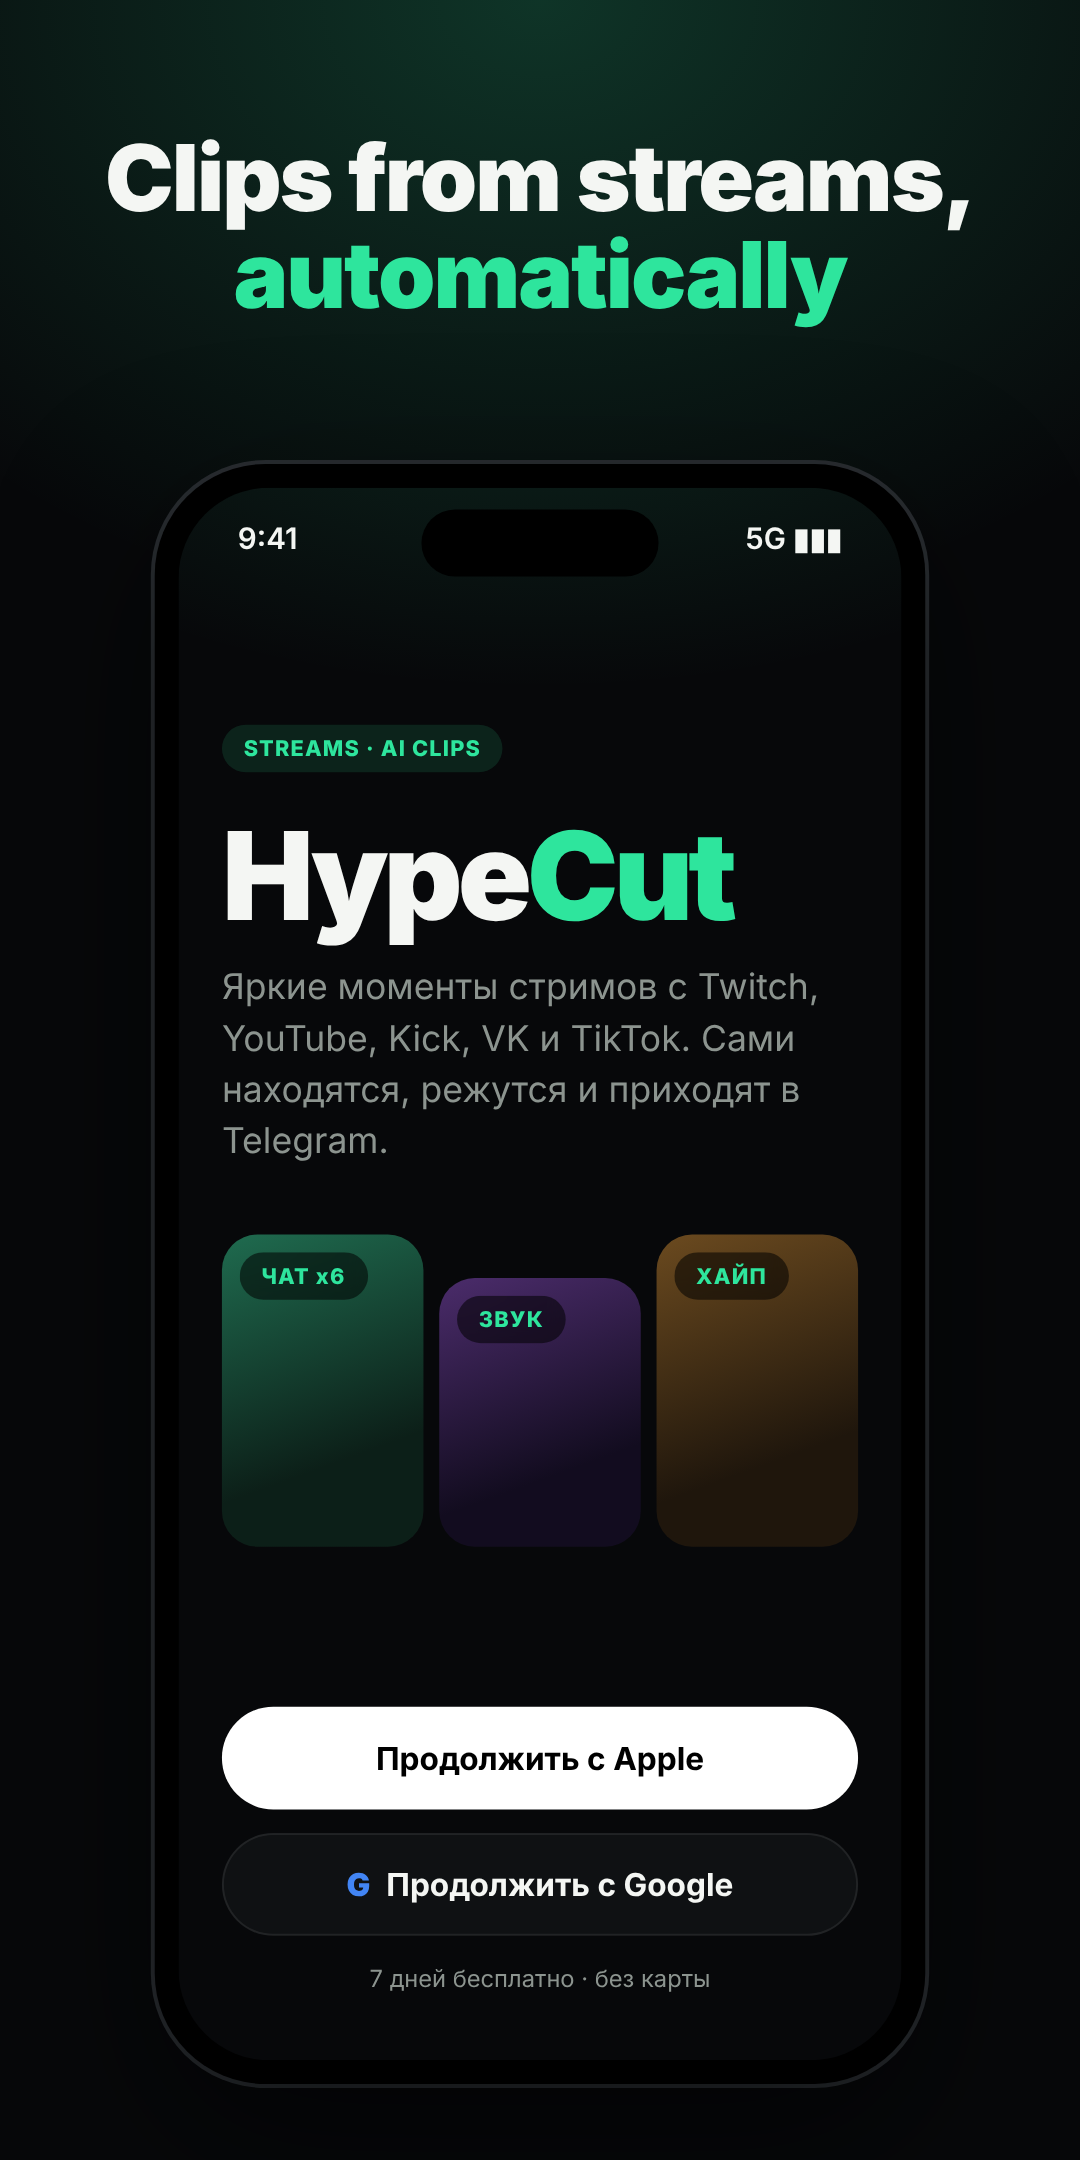 Clips from streams,
automatically
9:41
5G
STREAMS · AI CLIPS
HypeCut
Яркие моменты стримов с Twitch,
YouTube, Kick, VK и TikTok. Сами
находятся, режутся и приходят в
Telegram.
ЧАТ x6
ЗВУК
ХАЙП
Продолжить с Apple
G Продолжить с Google
7 дней бесплатно · без карты